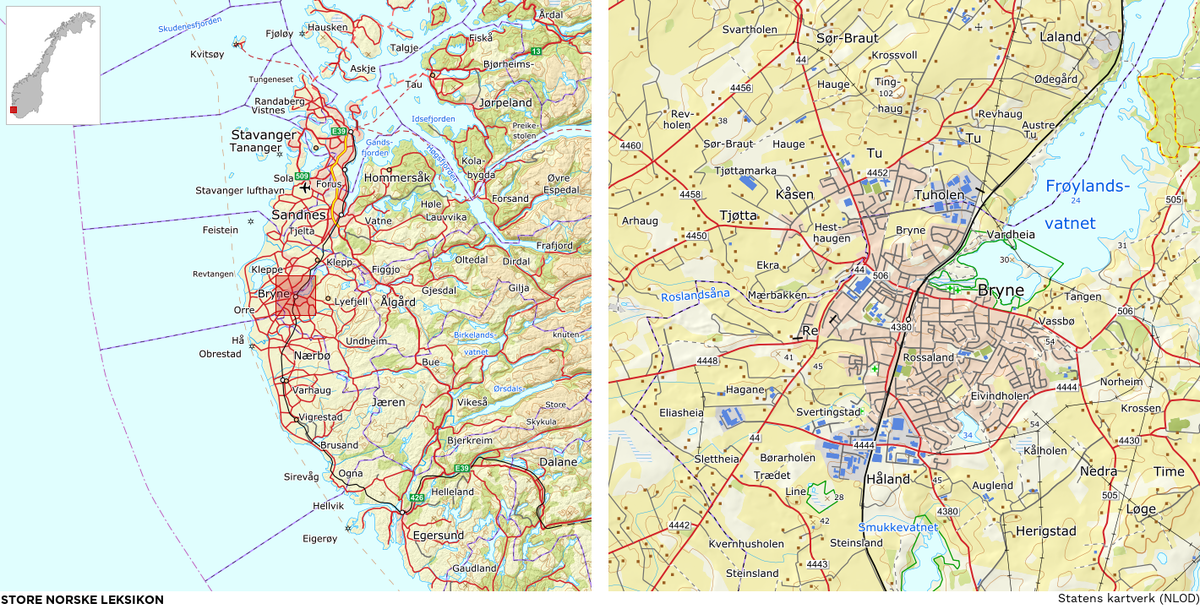 Skudenesfjorden
Hausken
Årdal
Fjøløy
Fiskå
Talgje
13
Kvitsøy
Bjørheims-
Askje
Tungeneset
Tau
Randaberg
Vistnes
Jørpeland
Idsefjorden
Stavanger
E39
Preike-
stolen
Tananger
Gands-
fjorden
Høgsfjorden
Kola-
bygda
509
Sola
Forus
Hommersåk
Øvre
Espedal
Stavanger lufthavn
Forsand
Høle
Sandnes
Vatne
Lauvvika
Feistein
Tjelta
Frafjord
Klepp
Oltedal
Dirdal
Revtangen
Kleppe
Figgjo
Bryne
Gjesdal
Gilja
Lyefjell
Ålgård
Orre
Hå
Undheim
Birkelands-
vatnet
knuten
Obrestad
Nærbø
Bue
Varhaug
Ørsdals-
Jæren
Vikeså
Store
Vigrestad
Skykula
Brusand
Bjerkreim
Sirevåg
Ogna
E39
Dalane
Helleland
426
Hellvik
Egersund
Eigerøy
Gaudland
Svartholen
Sør-Braut
Laland
44
Krossvoll
Ødegård
4456
Hauge
Ting-
102
haug
Rev-
holen
38
Revhaug
Austre
Tu
Tu
4460
Sør-Braut
Hauge
Tu
Tjøttamarka
4452
Frøylands-
24
vatnet
4458
Kåsen
Tuholen
505
Arhaug
Tjøtta
4450
Hest-
haugen
Bryne
Vardheia
31
Ekra
30
44
506
Roslandsåna
Mærbakken
Bryne
Tangen
506
Re
4380
Vassbø
54
4448
41
45
Rossaland
Hagane
4444
Norheim
Eivindholen
Eliasheia
Svertingstad
Krossen
34
54
44
4444
4430
Slettheia
Børarholen
Kålholen
Trædet
Nedra
Time
Håland
45
Line
28
Auglend
505
4380
Løge
42
4442
Smukkevatnet
Herigstad
Kvernhusholen
Steinsland
4443
Steinsland
STORE NORSKE LEKSIKON
Statens kartverk (NLOD)